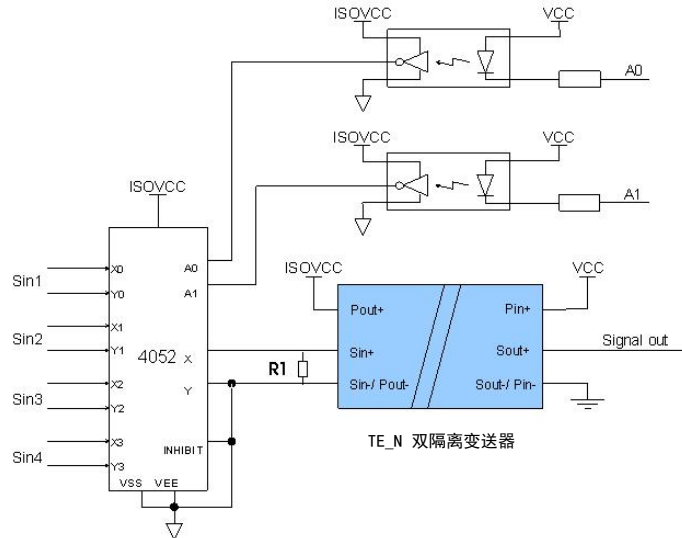 ISOVCC
VCC
A0
ISOVCC
VCC
A1
ISOVCC
ISOVCC
VCC
Sin1
X0
Y0
A0
A1
Pout+
Pin+
Sin2
X1
Y1
4052
X
R1
Sin+
Sout+
Signal out
Sin3
X2
Y2
Y
Sin-/ Pout-
Sout-/ Pin-
Sin4
X3
Y3
INHIBIT
TE_N 双隔离变送器
VSS
VEE